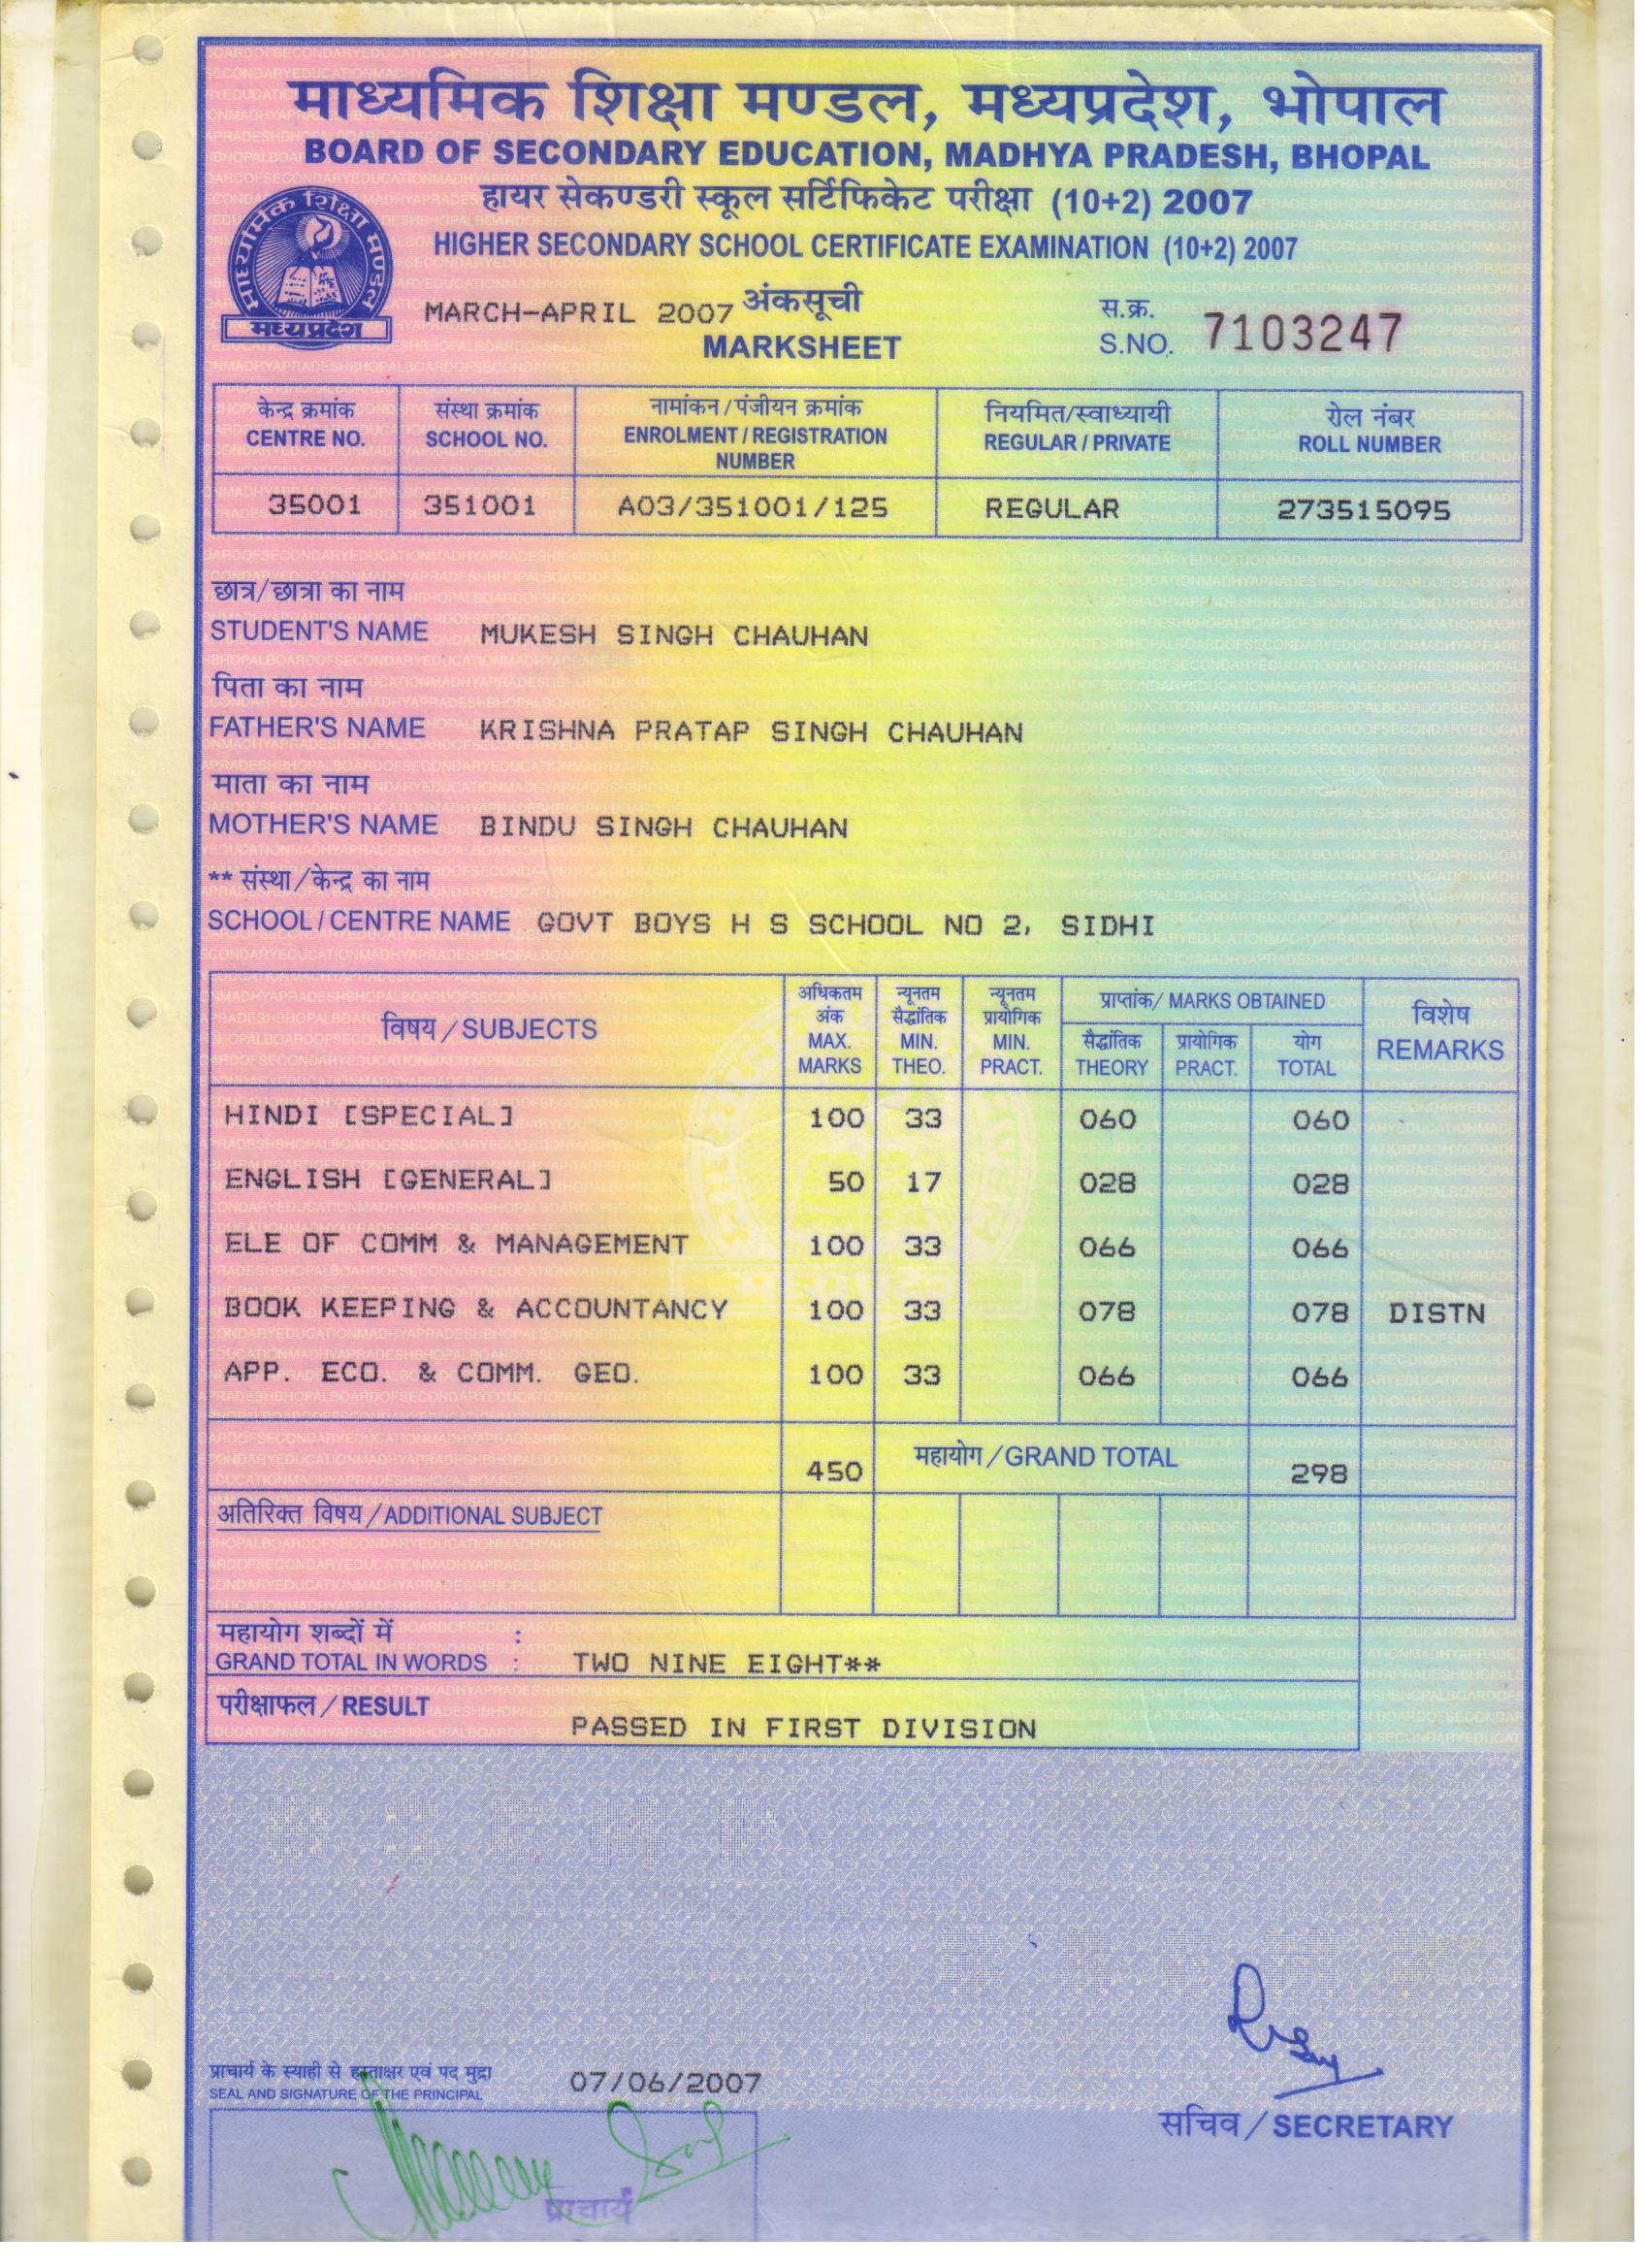 माध्यमिक शिक्षा मण्डल, मध्यप्रदेश, भोपाल
BOARD OF SECONDARY EDUCATION, MADHYA PRADESH, BHOPAL
हायर सेकण्डरी स्कूल सर्टिफिकेट परीक्षा (10+2) 2007
HIGHER SECONDARY SCHOOL CERTIFICATE EXAMINATION (10+2) 2007
माध्यमिक शिक्षा मण्डल
मध्यप्रदेश
MARCH-APRIL 2007 अंकसूची
MARKSHEET
स.क्र.
S.NO. 7103247
केन्द्र क्रमांक संस्था क्रमांक नामांकन/पंजीयन क्रमांक नियमित/स्वाध्यायी रोल नंबर
CENTRE NO. SCHOOL NO. ENROLMENT/REGISTRATION NUMBER REGULAR/PRIVATE ROLL NUMBER
35001 351001 A03/351001/125 REGULAR 273515095
छात्र/छात्रा का नाम
STUDENT'S NAME MUKESH SINGH CHAUHAN
पिता का नाम
FATHER'S NAME KRISHNA PRATAP SINGH CHAUHAN
माता का नाम
MOTHER'S NAME BINDU SINGH CHAUHAN
** संस्था/केन्द्र का नाम
SCHOOL/CENTRE NAME GOVT BOYS H S SCHOOL NO 2, SIDHI
विषय/SUBJECTS
अधिकतम अंक MAX. MARKS
न्यूनतम सैद्धांतिक MIN. THEO.
न्यूनतम प्रायोगिक MIN. PRACT.
प्राप्तांक/ MARKS OBTAINED
सैद्धांतिक THEORY
प्रायोगिक PRACT.
योग TOTAL
विशेष REMARKS
HINDI [SPECIAL] 100 33 060 060
ENGLISH [GENERAL] 50 17 028 028
ELE OF COMM & MANAGEMENT 100 33 066 066
BOOK KEEPING & ACCOUNTANCY 100 33 078 078 DISTN
APP. ECO. & COMM. GEO. 100 33 066 066
450 महायोग/GRAND TOTAL 298
अतिरिक्त विषय/ADDITIONAL SUBJECT
महायोग शब्दों में :
GRAND TOTAL IN WORDS : TWO NINE EIGHT**
परीक्षाफल/RESULT
PASSED IN FIRST DIVISION
प्राचार्य के स्याही से हस्ताक्षर एवं पद मुद्रा
SEAL AND SIGNATURE OF THE PRINCIPAL
07/06/2007
सचिव/SECRETARY
प्राचार्य